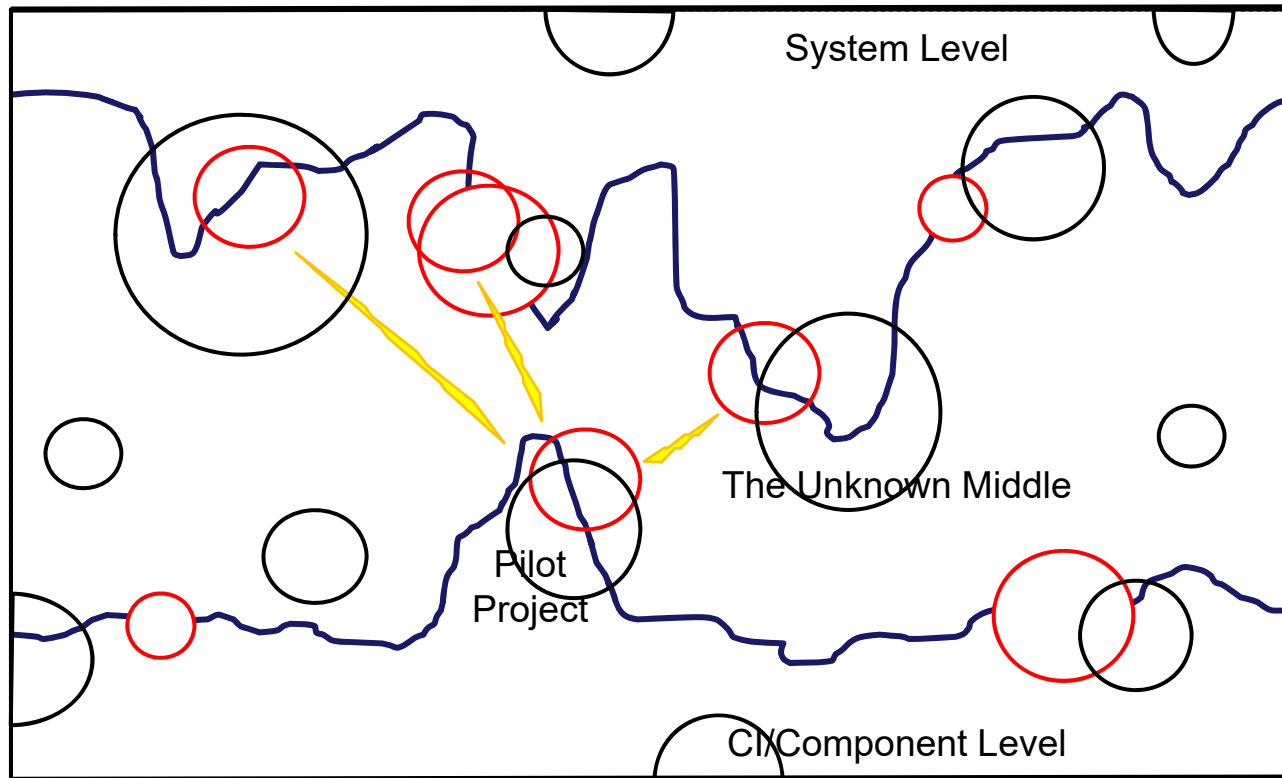 System Level
The Unknown Middle
Pilot
Project
CI/Component Level